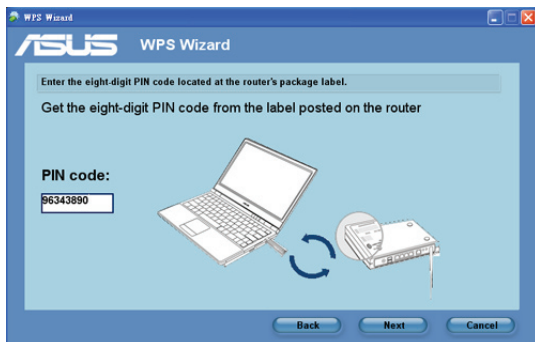 WPS Wizard
ASUS WPS Wizard
Enter the eight-digit PIN code located at the router's package label.
Get the eight-digit PIN code from the label posted on the router
PIN code:
96343890
Back Next Cancel